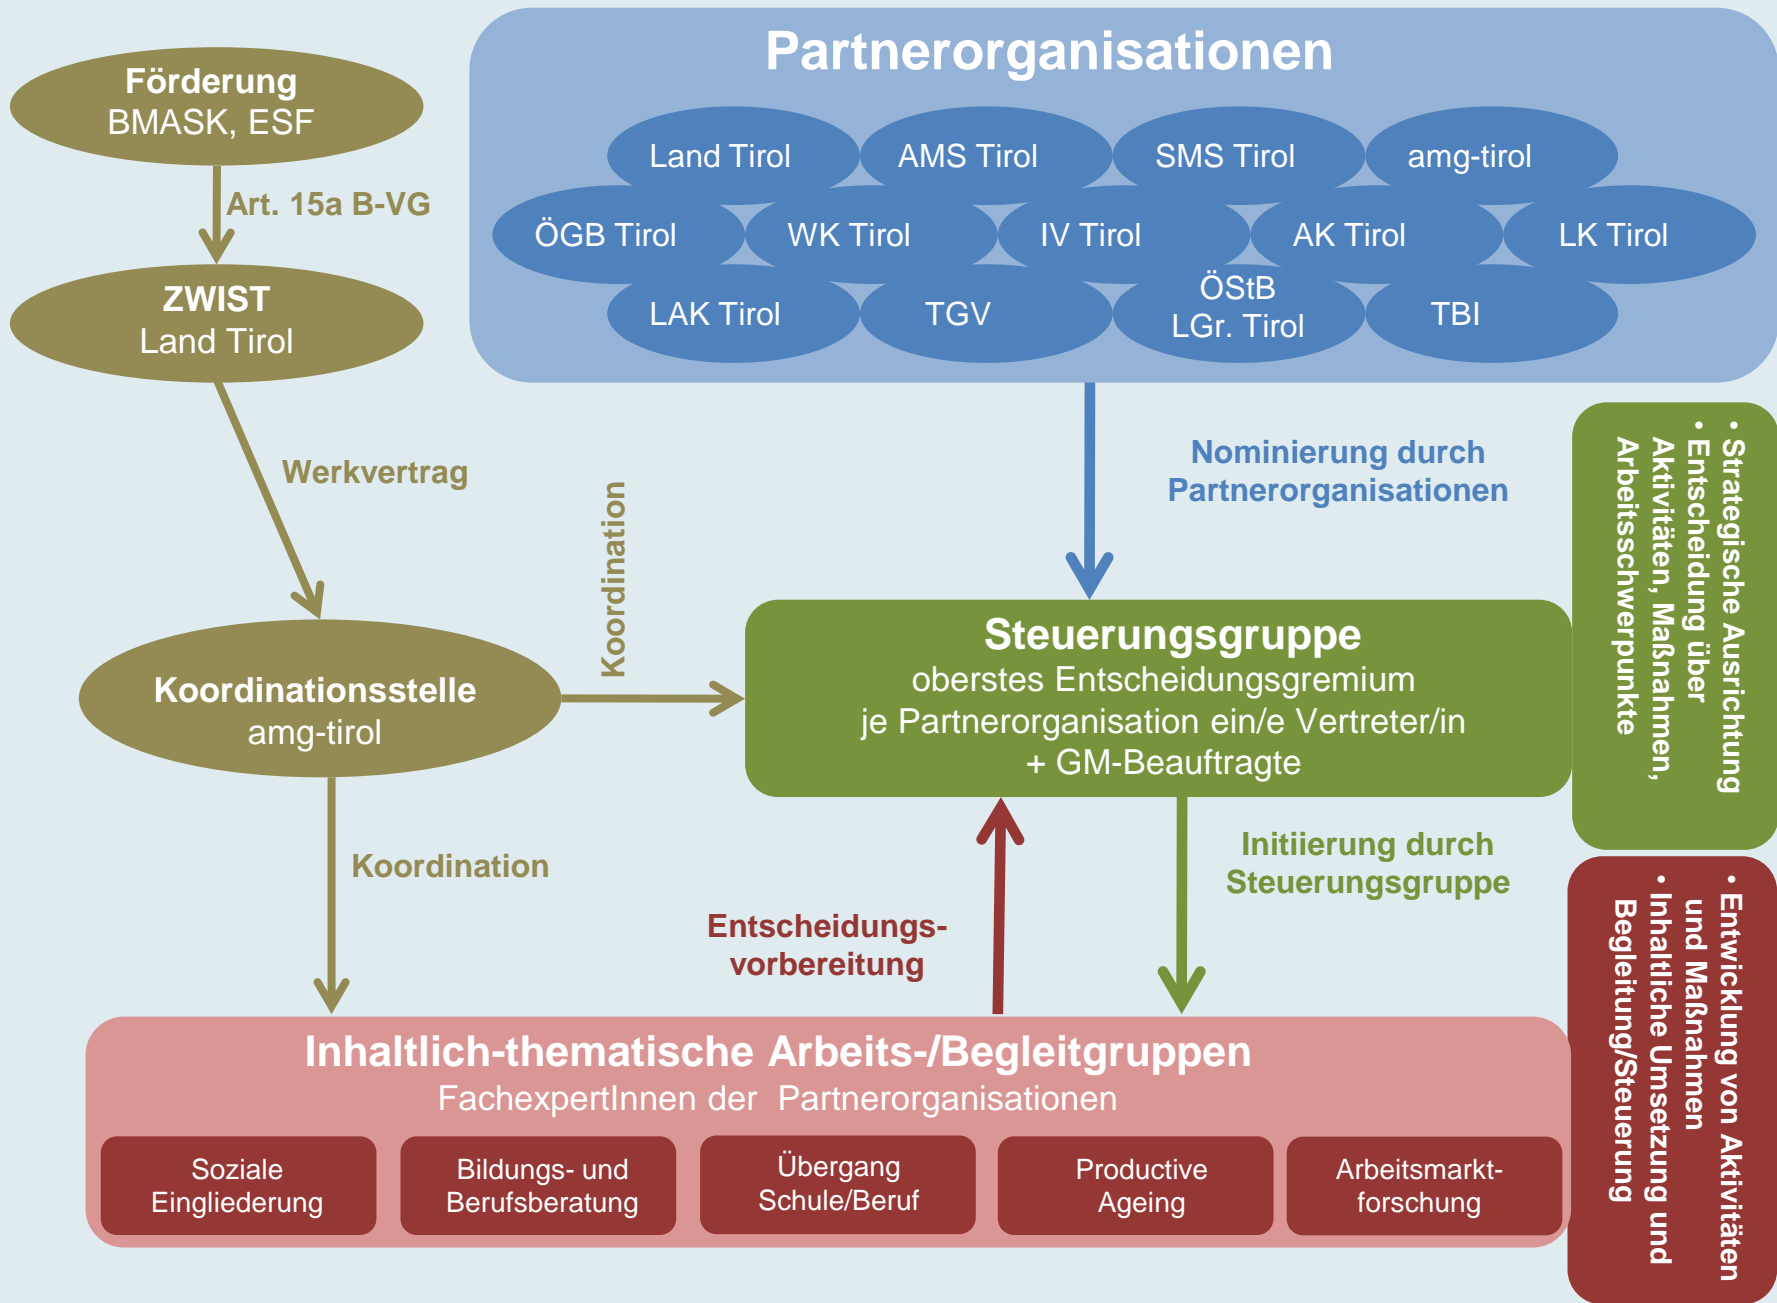 Förderung
BMASK, ESF
Art. 15a B-VG
ZWIST
Land Tirol
Werkvertrag
Koordinationsstelle
amg-tirol
Koordination
Koordination
Partnerorganisationen
Land Tirol
AMS Tirol
SMS Tirol
amg-tirol
ÖGB Tirol
WK Tirol
IV Tirol
AK Tirol
LK Tirol
LAK Tirol
TGV
ÖStB
LGr. Tirol
TBI
Nominierung durch
Partnerorganisationen
Steuerungsgruppe
oberstes Entscheidungsgremium
je Partnerorganisation ein/e Vertreter/in
+ GM-Beauftragte
• Strategische Ausrichtung
• Entscheidung über
Aktivitäten, Maßnahmen,
Arbeitsschwerpunkte
Entscheidungs-
vorbereitung
Initiierung durch
Steuerungsgruppe
Inhaltlich-thematische Arbeits-/Begleitgruppen
FachexpertInnen der Partnerorganisationen
Soziale
Eingliederung
Bildungs- und
Berufsberatung
Übergang
Schule/Beruf
Productive
Ageing
Arbeitsmarkt-
forschung
• Entwicklung von Aktivitäten
und Maßnahmen
• Inhaltliche Umsetzung und
Begleitung/Steuerung